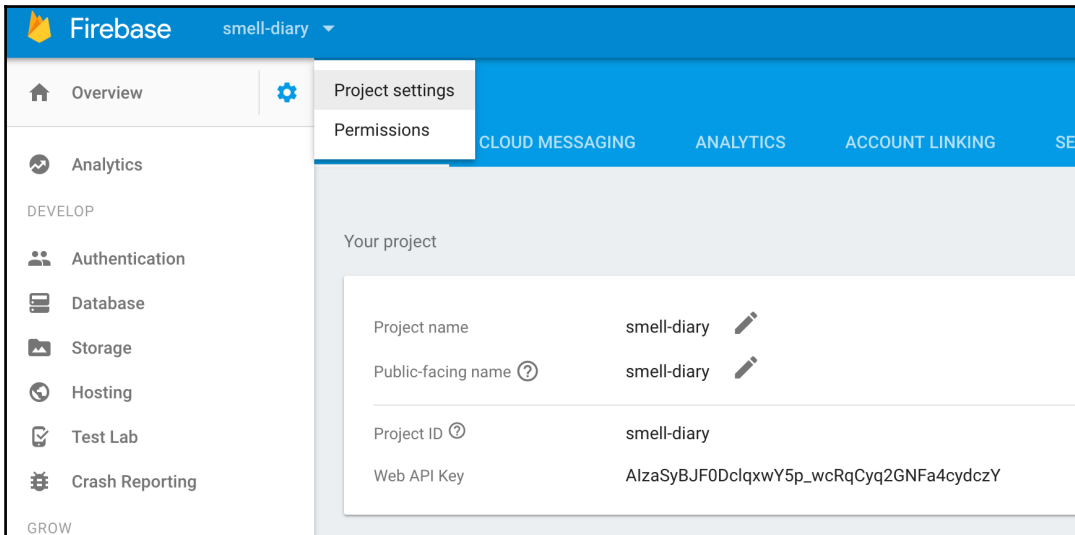 Firebase smell-diary
Overview
Project settings
Permissions
CLOUD MESSAGING ANALYTICS ACCOUNT LINKING SE
Analytics
DEVELOP
Authentication
Database
Storage
Hosting
Test Lab
Crash Reporting
GROW
Your project
Project name smell-diary
Public-facing name ? smell-diary
Project ID ? smell-diary
Web API Key AIzaSyBJF0DclqxwY5p_wcRqCyq2GNFa4cydczY